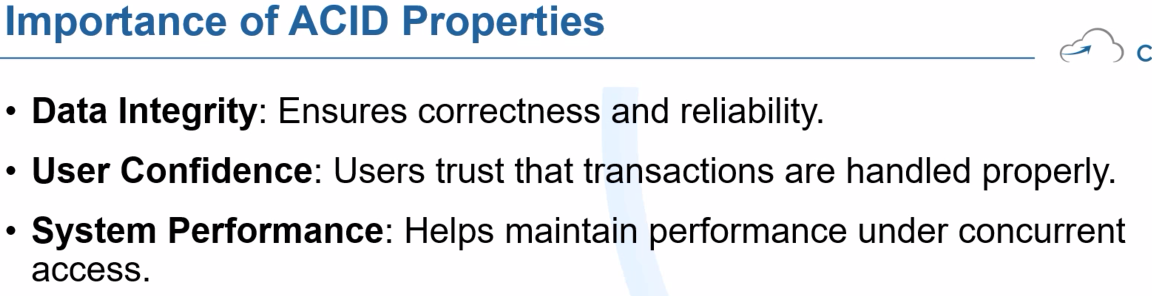 Importance of ACID Properties
C
• Data Integrity: Ensures correctness and reliability.
• User Confidence: Users trust that transactions are handled properly.
• System Performance: Helps maintain performance under concurrent
access.